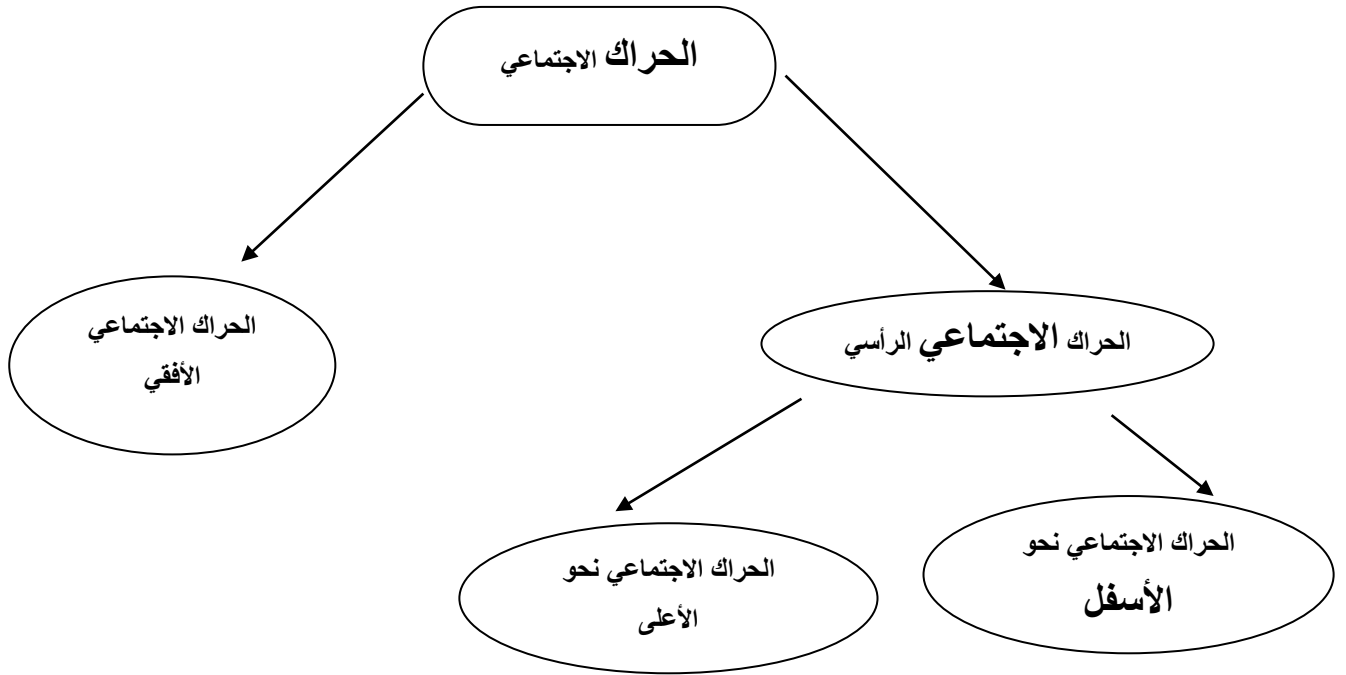 الحراك الاجتماعي
الحراك الاجتماعي الرأسي
الحراك الاجتماعي
الأفقي
الحراك الاجتماعي نحو
الأسفل
الحراك الاجتماعي نحو
الأعلى